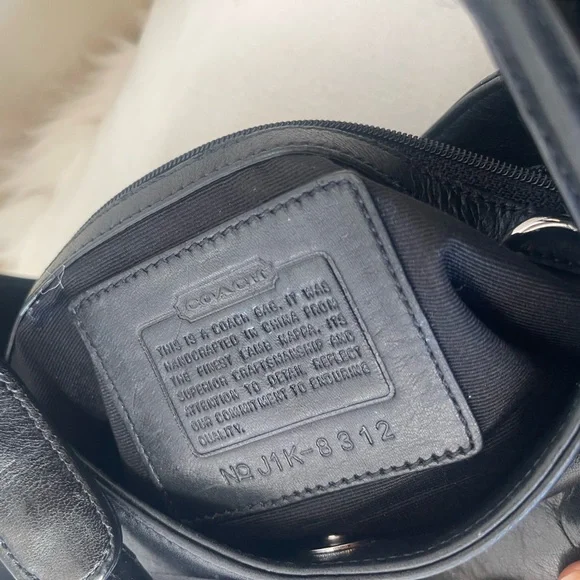 COACH
THIS IS A COACH BAG. IT WAS
HANDCRAFTED IN CHINA FROM
THE FINEST LAMB NAPPA. ITS
SUPERIOR CRAFTSMANSHIP AND
ATTENTION TO DETAIL REFLECT
OUR COMMITMENT TO ENDURING
QUALITY.
No J1K-8312